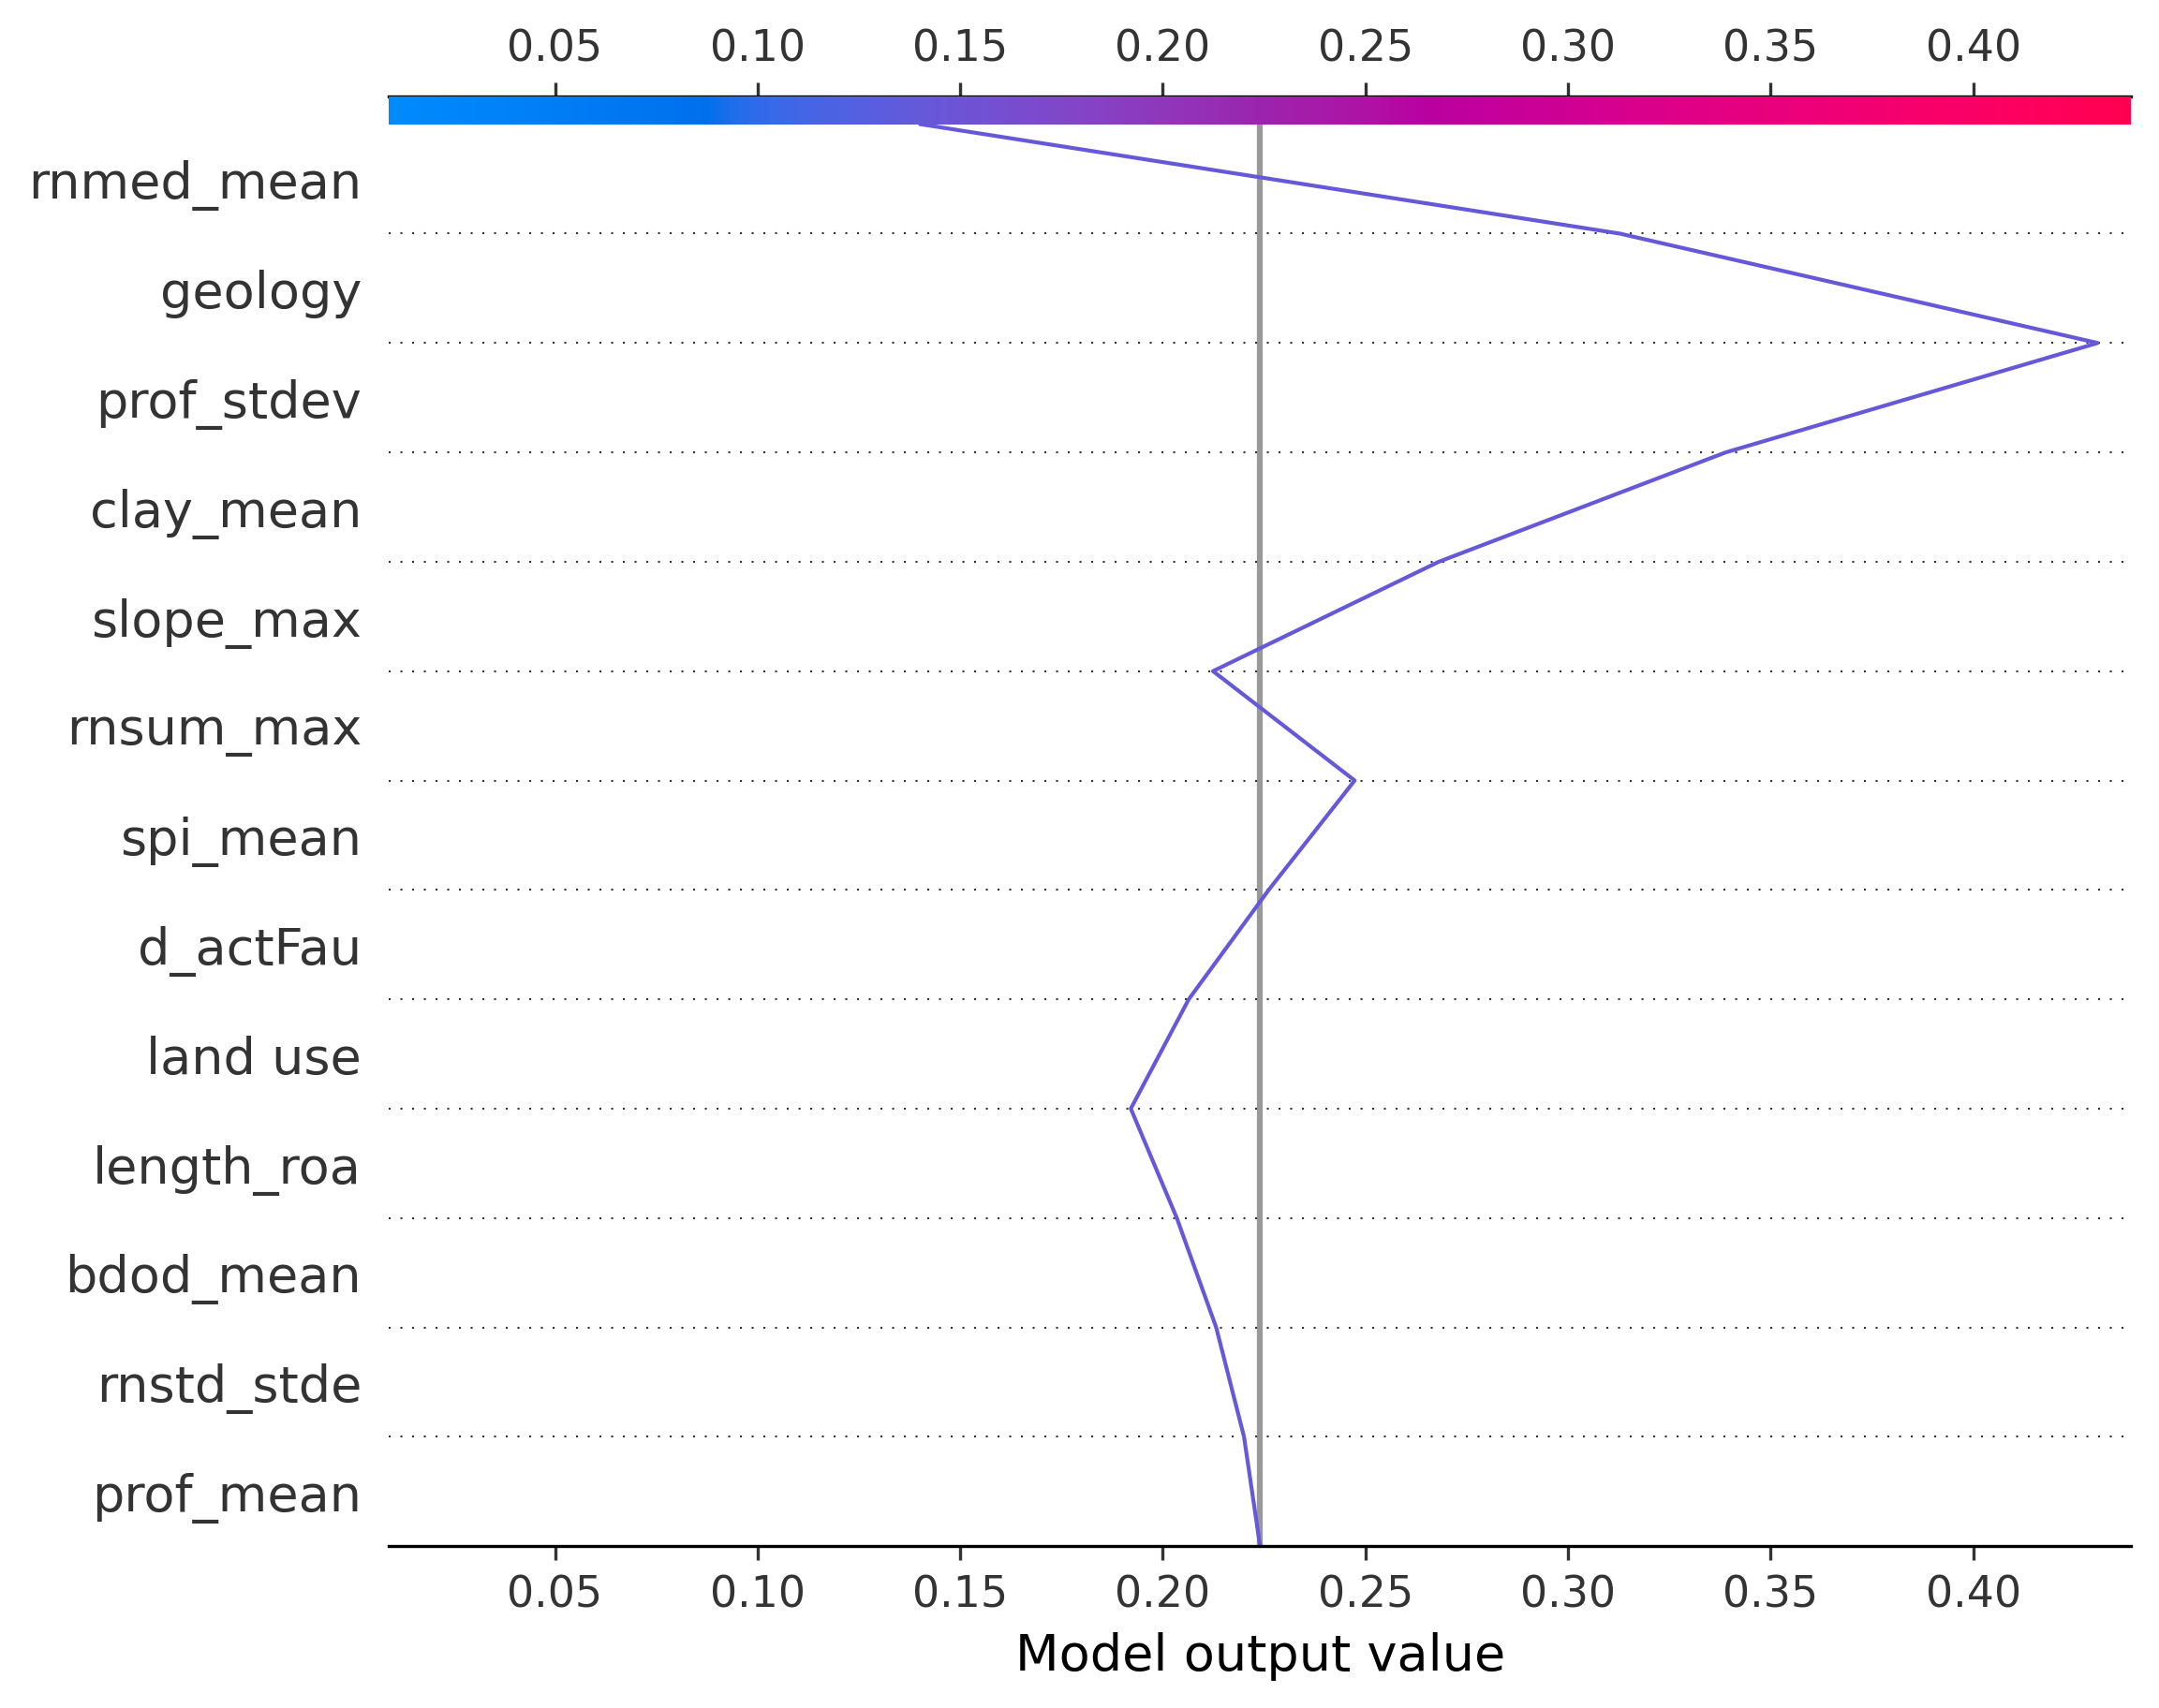 0.05 0.10 0.15 0.20 0.25 0.30 0.35 0.40
rnmed_mean
geology
prof_stdev
clay_mean
slope_max
rnsum_max
spi_mean
d_actFau
land use
length_roa
bdod_mean
rnstd_stde
prof_mean
0.05 0.10 0.15 0.20 0.25 0.30 0.35 0.40
Model output value